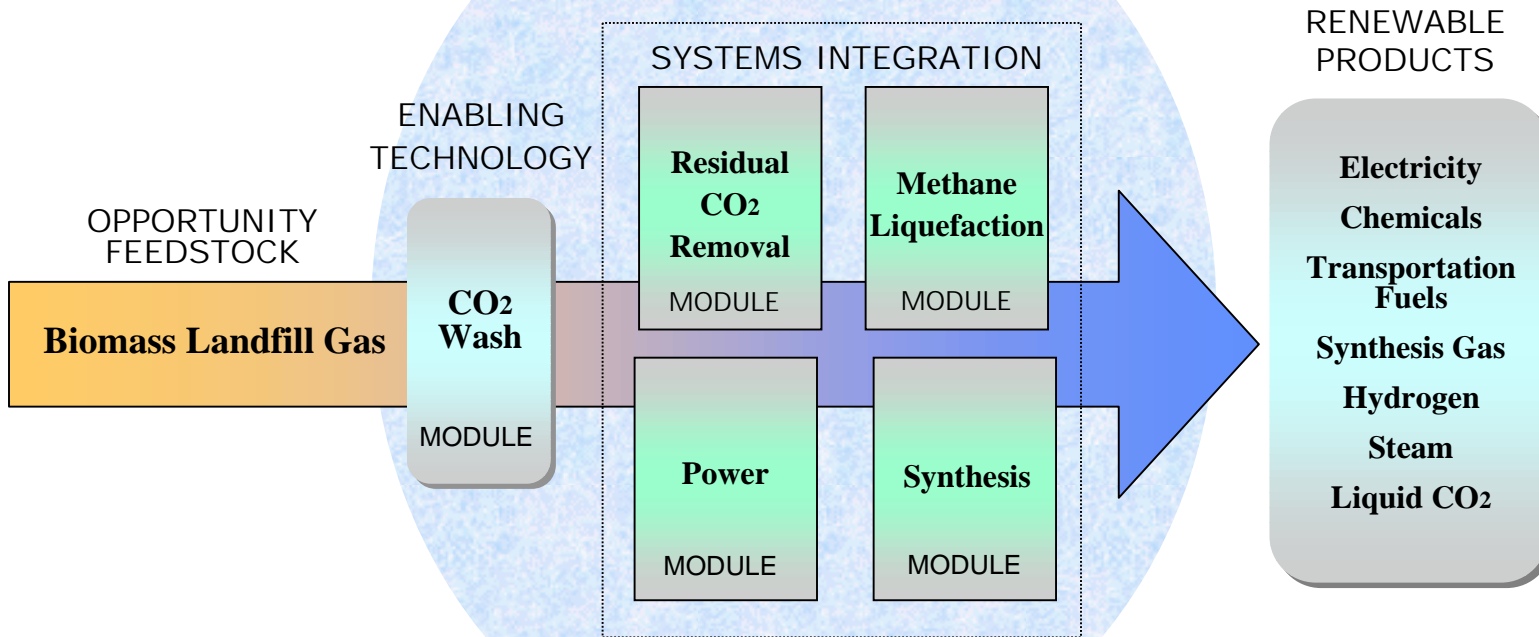 OPPORTUNITY
FEEDSTOCK
Biomass Landfill Gas
ENABLING
TECHNOLOGY
CO2
Wash
MODULE
SYSTEMS INTEGRATION
Residual
CO2
Removal
MODULE
Methane
Liquefaction
MODULE
Power
MODULE
Synthesis
MODULE
RENEWABLE
PRODUCTS
Electricity
Chemicals
Transportation
Fuels
Synthesis Gas
Hydrogen
Steam
Liquid CO2